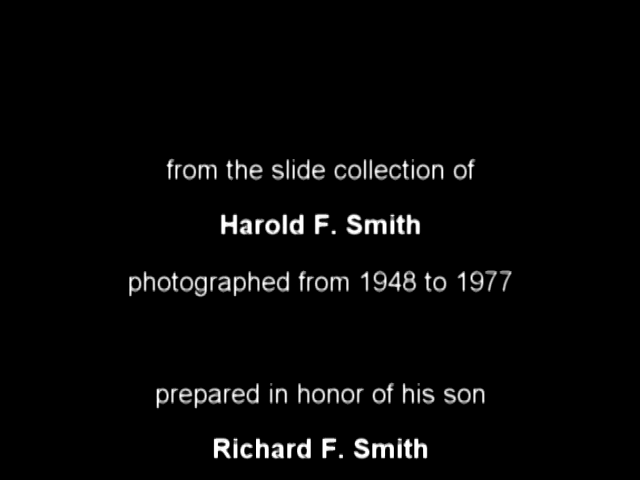 from the slide collection of
Harold F. Smith
photographed from 1948 to 1977
prepared in honor of his son
Richard F. Smith